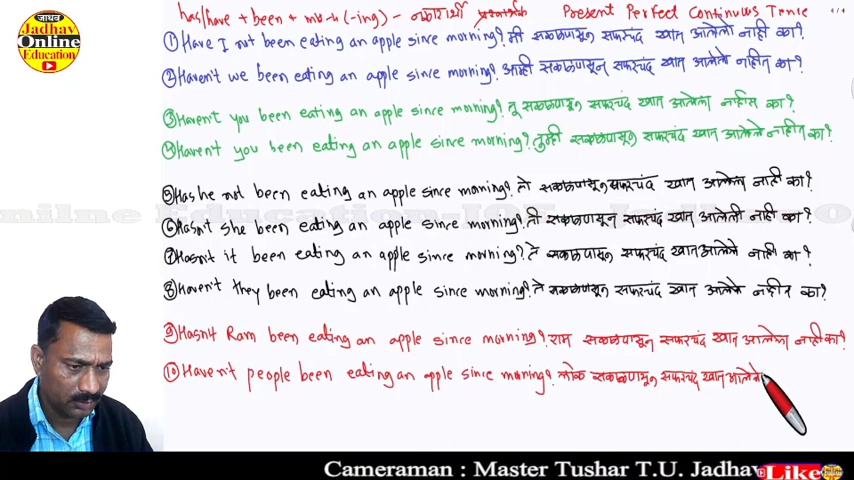 जाधव
Jadhav
Online
Education
has/have + been + mv-4 (-ing) - नकारार्थी प्रश्नार्थक Present Perfect Continuous Tense 4/4
① Have I not been eating an apple since morning? मी सकाळपासून सफरचंद खात आलेलो नाही का?
② Haven't we been eating an apple since morning? आम्ही सकाळपासून सफरचंद खात आलेलो नाहीत का?
③ Haven't you been eating an apple since morning? तू सकाळपासून सफरचंद खात आलेला नाहीस का?
④ Haven't you been eating an apple since morning? तुम्ही सकाळपासून सफरचंद खात आलेले नाहीत का?
⑤ Has he not been eating an apple since morning? तो सकाळपासून सफरचंद खात आलेला नाही का?
⑥ Hasn't she been eating an apple since morning? ती सकाळपासून सफरचंद खात आलेली नाही का?
⑦ Hasn't it been eating an apple since morning? ते सकाळपासून सफरचंद खात आलेले नाही का?
⑧ Haven't they been eating an apple since morning? ते सकाळपासून सफरचंद खात आलेले नाहीत का?
⑨ Hasn't Ram been eating an apple since morning? राम सकाळपासून सफरचंद खात आलेला नाही का?
⑩ Haven't people been eating an apple since morning? लोक सकाळपासून सफरचंद खात आलेले
Cameraman : Master Tushar T.U. Jadhav
Like